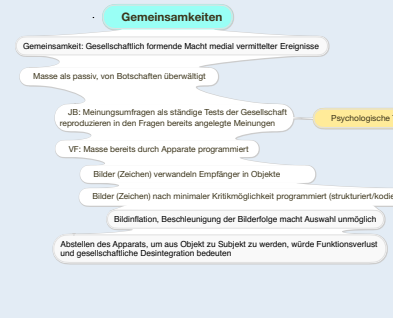 Gemeinsamkeiten
Gemeinsamkeit: Gesellschaftlich formende Macht medial vermittelter Ereignisse
Masse als passiv, von Botschaften überwältigt
JB: Meinungsumfragen als ständige Tests der Gesellschaft
reproduzieren in den Fragen bereits angelegte Meinungen
Psychologische
VF: Masse bereits durch Apparate programmiert
Bilder (Zeichen) verwandeln Empfänger in Objekte
Bilder (Zeichen) nach minimaler Kritikmöglichkeit programmiert (strukturiert/kodie
Bildinflation, Beschleunigung der Bilderfolge macht Auswahl unmöglich
Abstellen des Apparats, um aus Objekt zu Subjekt zu werden, würde Funktionsverlust
und gesellschaftliche Desintegration bedeuten